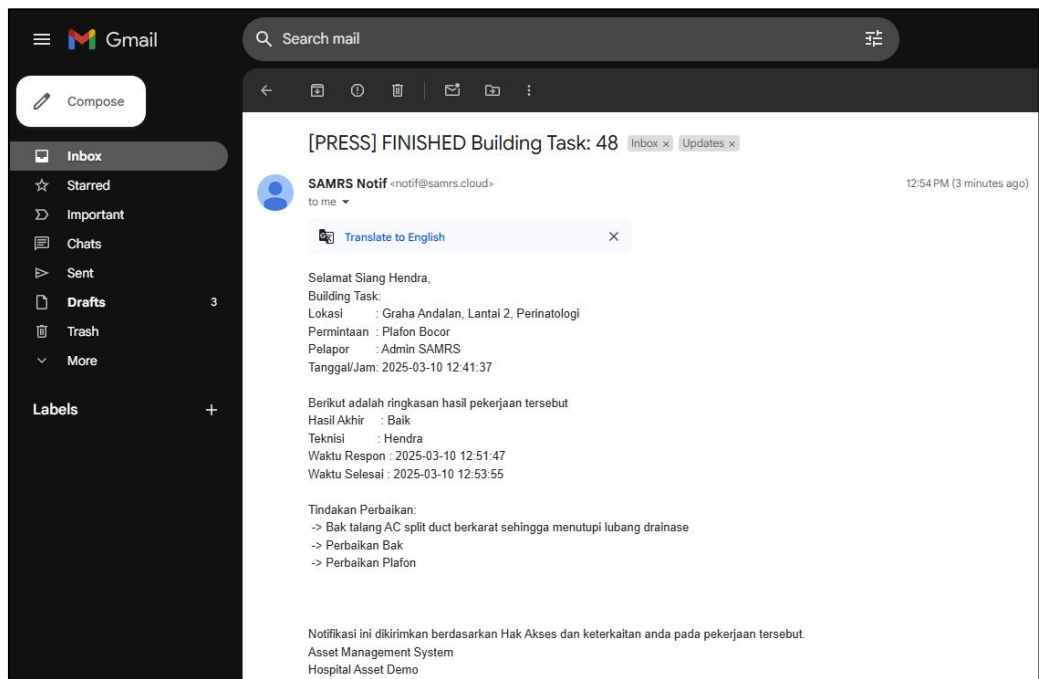 Gmail
Search mail
Compose
Inbox
Starred
Important
Chats
Sent
Drafts 3
Trash
More
Labels +
[PRESS] FINISHED Building Task: 48 Inbox x Updates x
SAMRS Notif <notif@samrs.cloud> 12:54 PM (3 minutes ago)
to me
Translate to English
Selamat Siang Hendra,
Building Task:
Lokasi : Graha Andalan, Lantai 2, Perinatologi
Permintaan : Plafon Bocor
Pelapor : Admin SAMRS
Tanggal/Jam: 2025-03-10 12:41:37
Berikut adalah ringkasan hasil pekerjaan tersebut
Hasil Akhir : Baik
Teknisi : Hendra
Waktu Respon : 2025-03-10 12:51:47
Waktu Selesai : 2025-03-10 12:53:55
Tindakan Perbaikan:
-> Bak talang AC split duct berkarat sehingga menutupi lubang drainase
-> Perbaikan Bak
-> Perbaikan Plafon
Notifikasi ini dikirimkan berdasarkan Hak Akses dan keterkaitan anda pada pekerjaan tersebut.
Asset Management System
Hospital Asset Demo